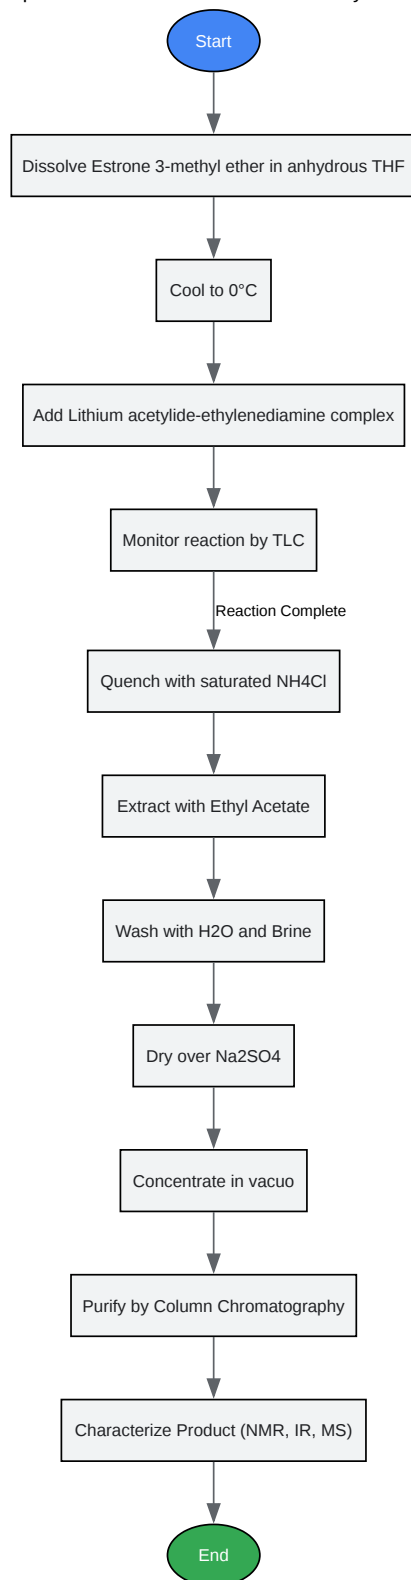 Start
Dissolve Estrone 3-methyl ether in anhydrous THF
Cool to 0°C
Add Lithium acetylide-ethylenediamine complex
Monitor reaction by TLC
Reaction Complete
Quench with saturated NH4Cl
Extract with Ethyl Acetate
Wash with H2O and Brine
Dry over Na2SO4
Concentrate in vacuo
Purify by Column Chromatography
Characterize Product (NMR, IR, MS)
End